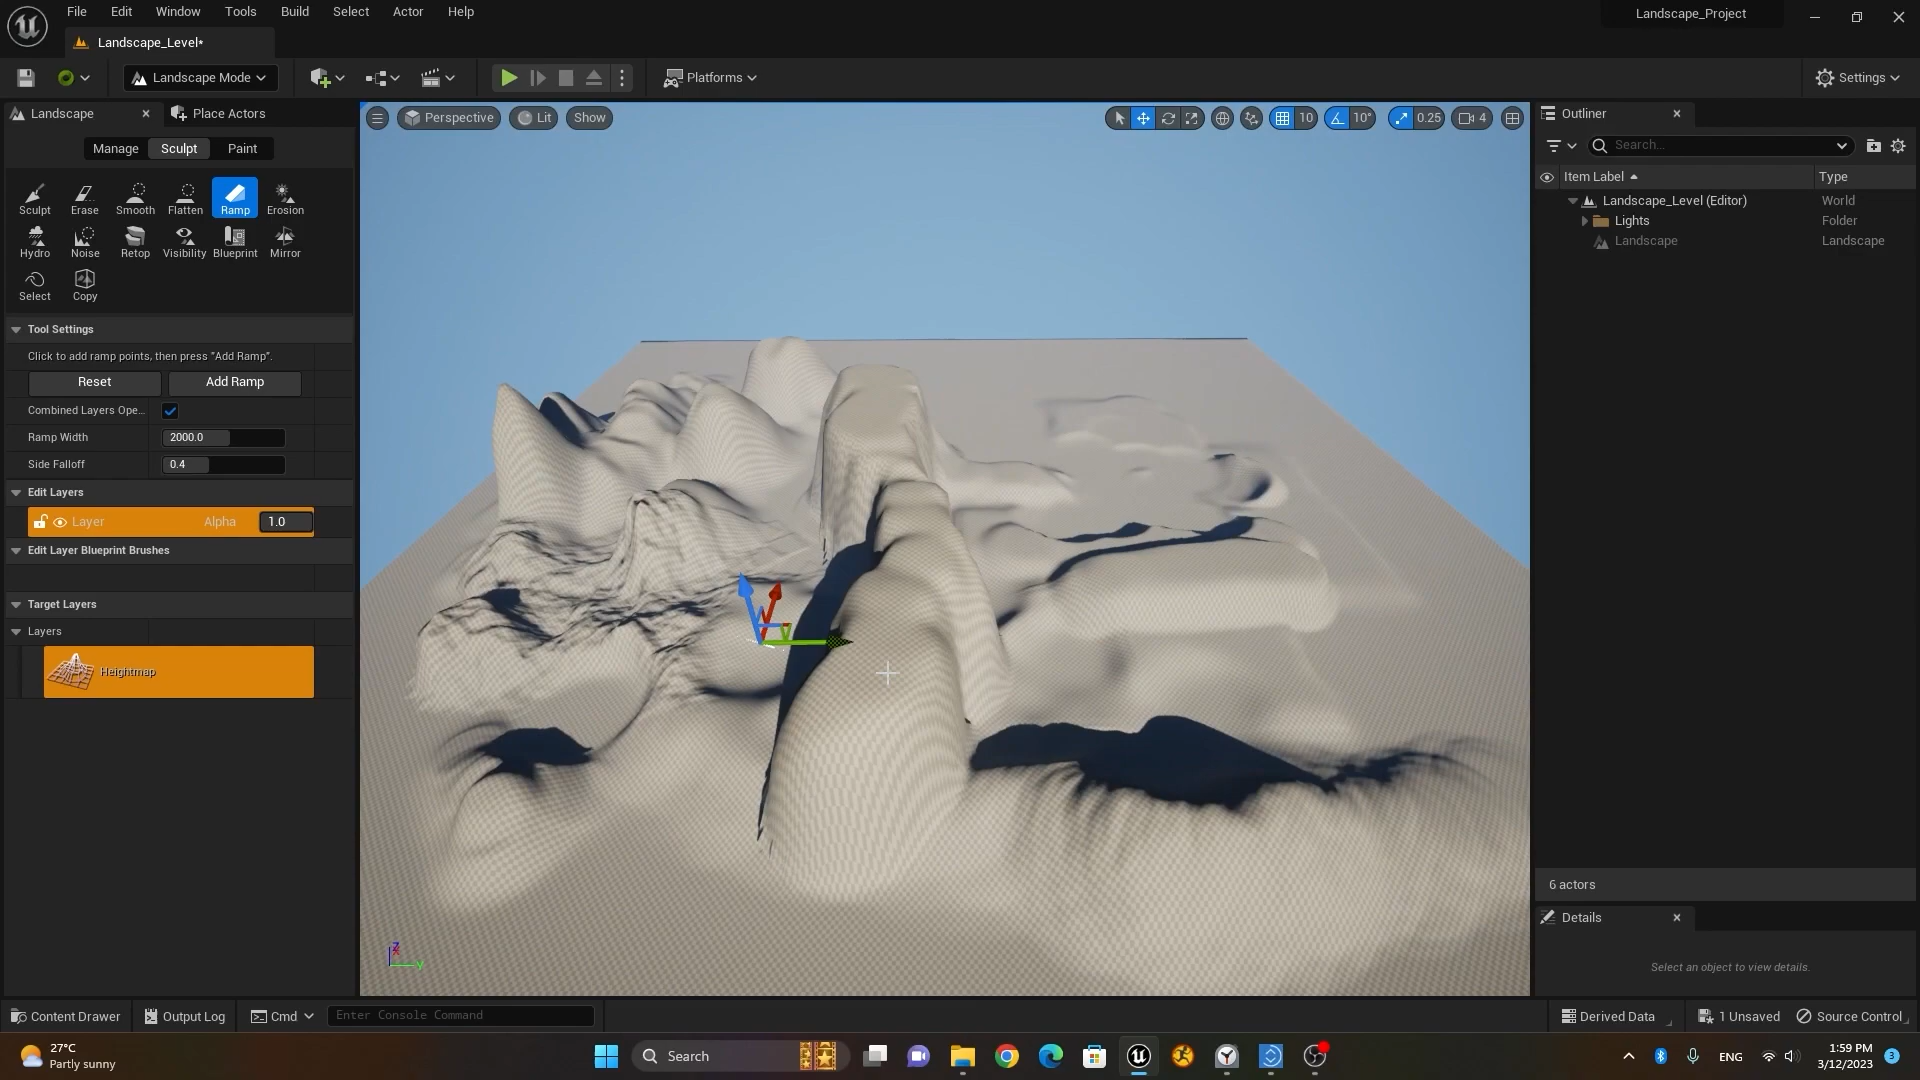 File Edit Window Tools Build Select Actor Help
Landscape_Project
Landscape_Level*
Landscape Mode
Platforms
Settings
Landscape
Place Actors
Perspective
Lit
Show
10
10°
0.25
4
Outliner
Manage Sculpt Paint
Search...
Item Label
Type
Sculpt Erase Smooth Flatten Ramp Erosion
Hydro Noise Retop Visibility Blueprint Mirror
Select Copy
Landscape_Level (Editor) World
Lights Folder
Landscape Landscape
Tool Settings
Click to add ramp points, then press "Add Ramp".
Reset Add Ramp
Combined Layers Ope...
Ramp Width 2000.0
Side Falloff 0.4
Edit Layers
Layer Alpha 1.0
Edit Layer Blueprint Brushes
Target Layers
Layers
Heightmap
6 actors
Details
Select an object to view details.
Z
X
Y
Content Drawer
Output Log
Cmd
Enter Console Command
Derived Data
1 Unsaved
Source Control
27°C
Partly sunny
Search
ENG
1:59 PM
3/12/2023
3